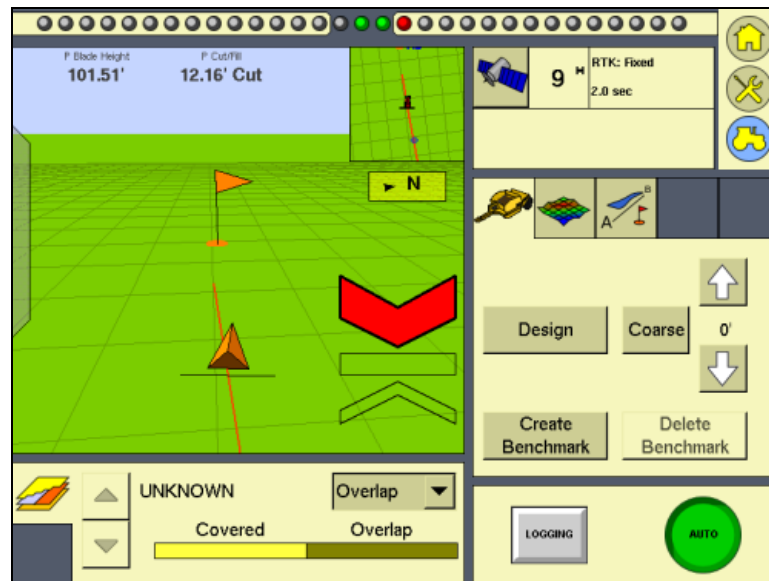 P Blade Height
P Cut/Fill
101.51'
12.16' Cut
N
9 H
RTK: Fixed
2.0 sec
A
B
Design
Coarse
0'
Create
Benchmark
Delete
Benchmark
UNKNOWN
Overlap
Covered
Overlap
LOGGING
AUTO